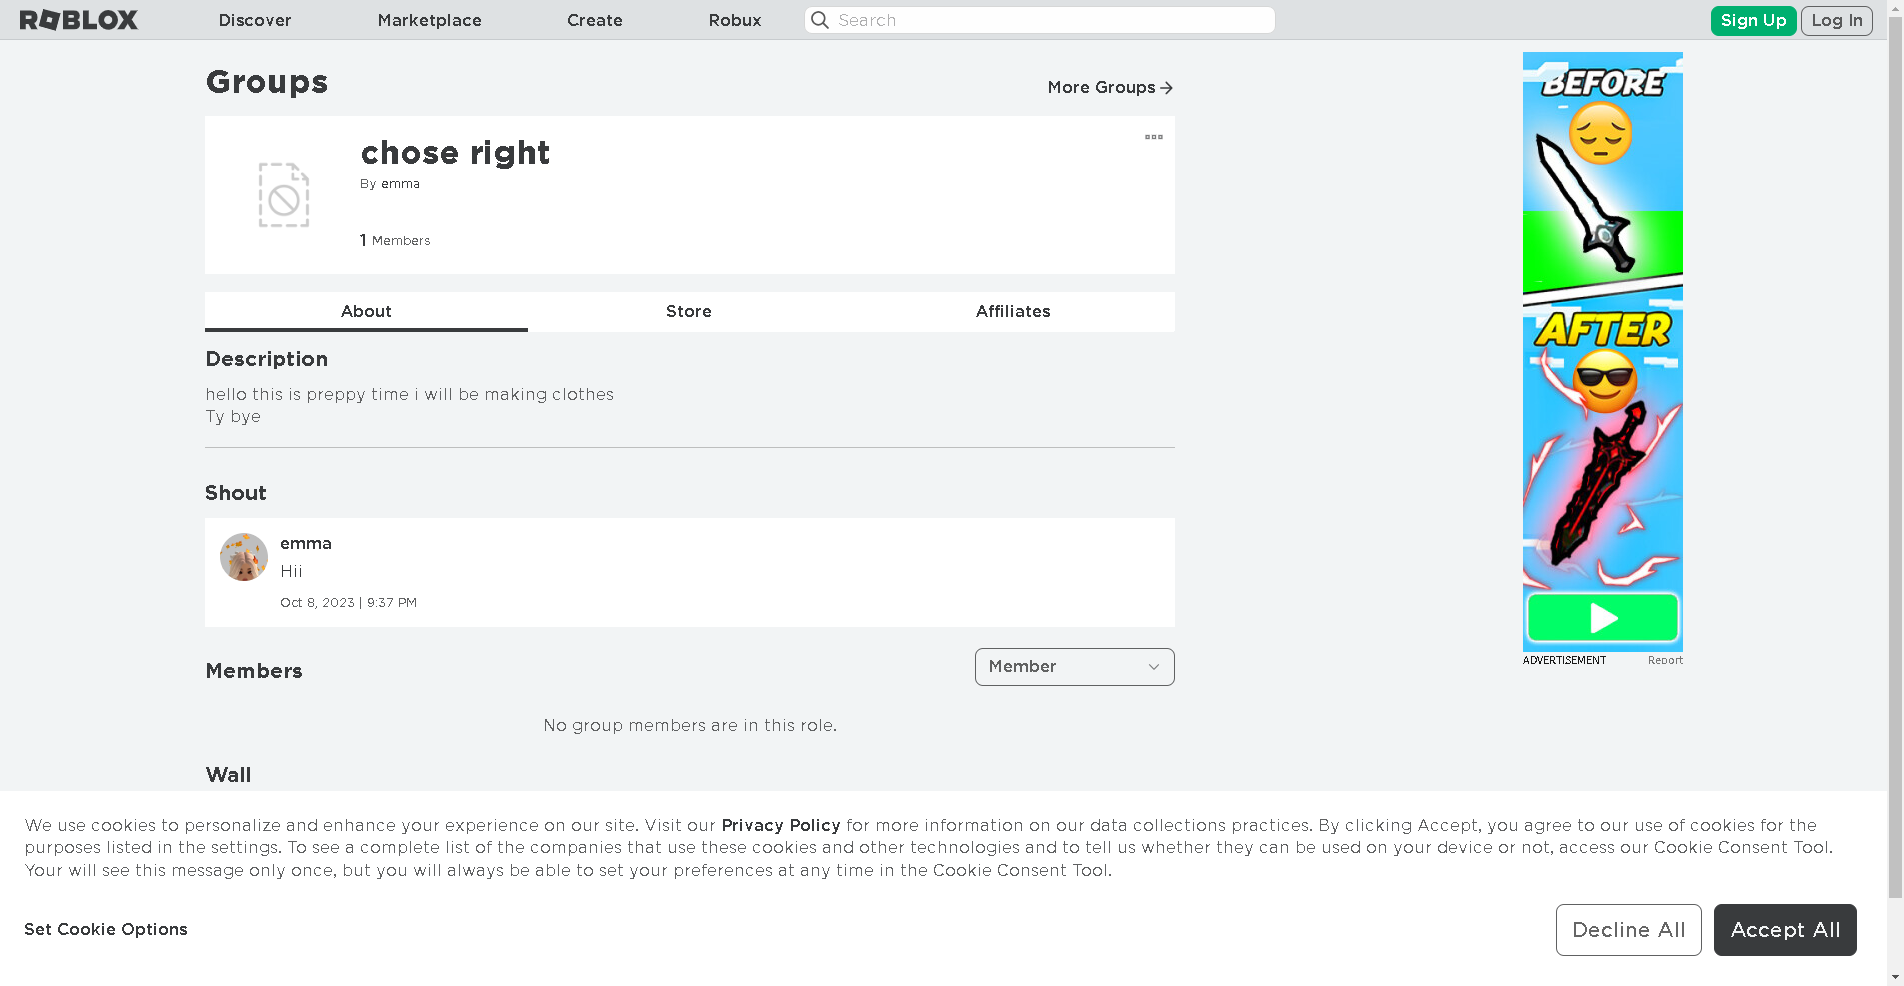 ROBLOX
Discover
Marketplace
Create
Robux
Search
Sign Up
Log In
Groups
More Groups
chose right
By emma
1 Members
About
Store
Affiliates
Description
hello this is preppy time i will be making clothes
Ty bye
Shout
emma
Hii
Oct 8, 2023 | 9:37 PM
Members
Member
No group members are in this role.
Wall
BEFORE
AFTER
ADVERTISEMENT
Report
We use cookies to personalize and enhance your experience on our site. Visit our Privacy Policy for more information on our data collections practices. By clicking Accept, you agree to our use of cookies for the
purposes listed in the settings. To see a complete list of the companies that use these cookies and other technologies and to tell us whether they can be used on your device or not, access our Cookie Consent Tool.
Your will see this message only once, but you will always be able to set your preferences at any time in the Cookie Consent Tool.
Set Cookie Options
Decline All
Accept All